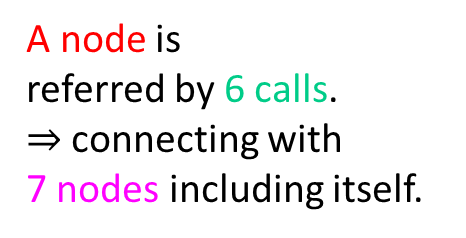 A node is
referred by 6 calls.
⇒ connecting with
7 nodes including itself.